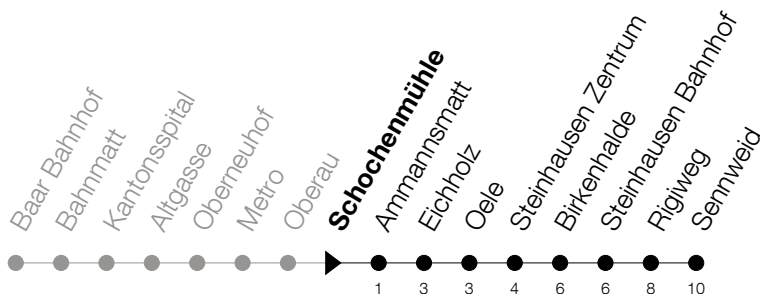 Baar Bahnhof
Bahnmatt
Kantonsspital
Altgasse
Oberneuhof
Metro
Oberau
Schochenmühle
Ammannsmatt
Eichholz
Oele
Steinhausen Zentrum
Birkenhalde
Steinhausen Bahnhof
Rigiweg
Sennweid
1 3 3 4 6 6 8 10